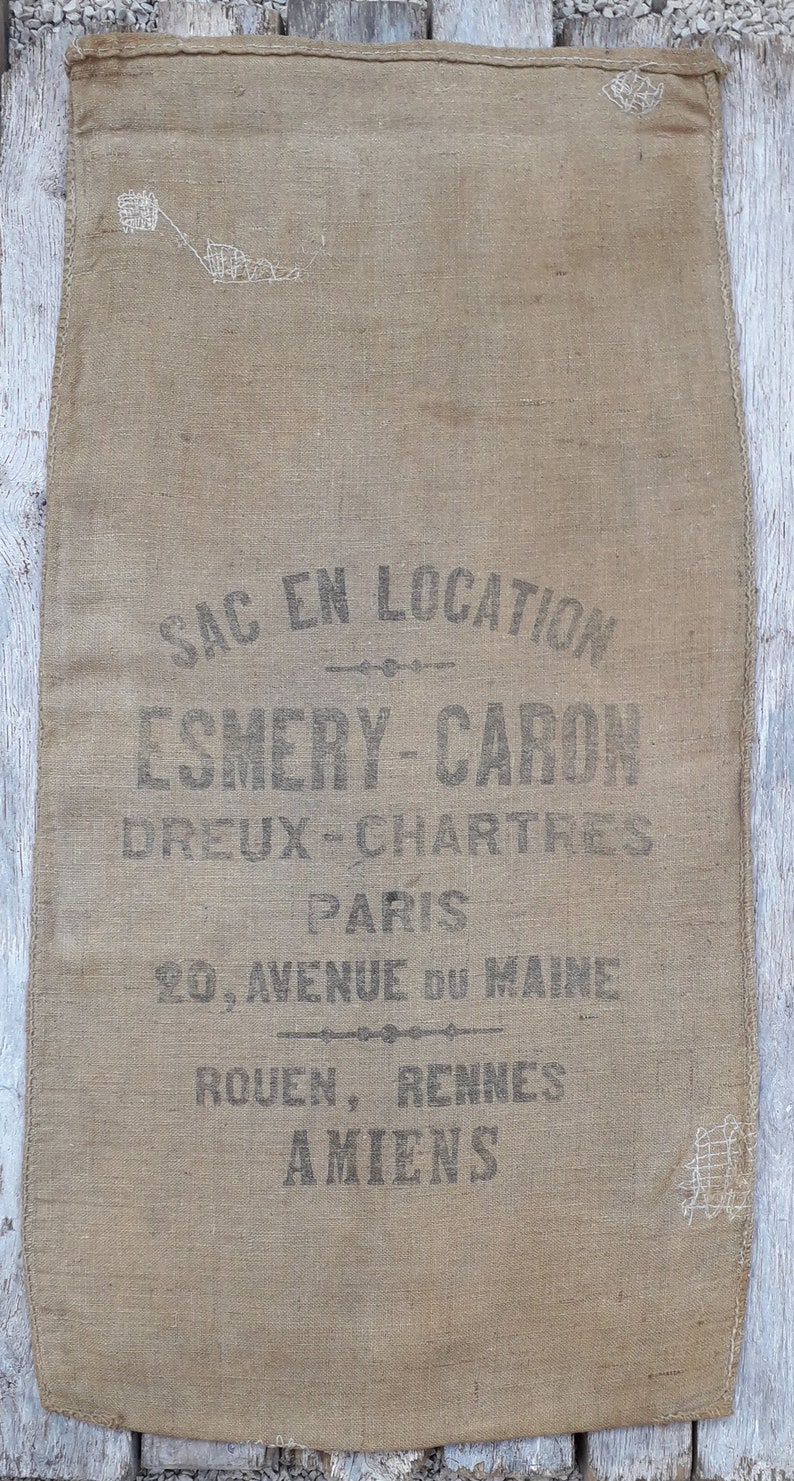 SAC EN LOCATION
ESMERY-CARON
DREUX-CHARTRES
PARIS
20, AVENUE DU MAINE
ROUEN, RENNES
AMIENS